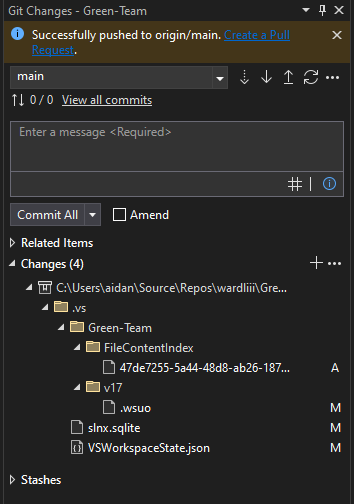 Git Changes - Green-Team
Successfully pushed to origin/main. Create a Pull
Request.
main
0 / 0 View all commits
Enter a message <Required>
Commit All Amend
Related Items
Changes (4)
C:\Users\aidan\Source\Repos\wardliii\Gre...
.vs
Green-Team
FileContentIndex
47de7255-5a44-48d8-ab26-187... A
v17
.wsuo M
slnx.sqlite M
VSWorkspaceState.json M
Stashes